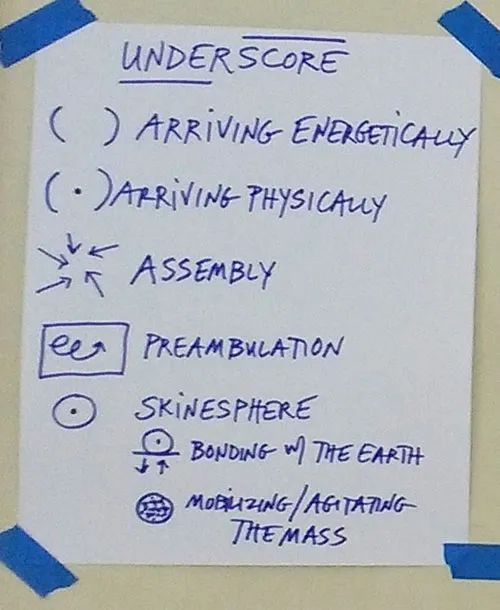 UNDERSCORE
( ) ARRIVING ENERGETICALLY
(·) ARRIVING PHYSICALLY
ASSEMBLY
PREAMBULATION
SKINESPHERE
BONDING w/ THE EARTH
MOBILIZING/AGITATING
THE MASS